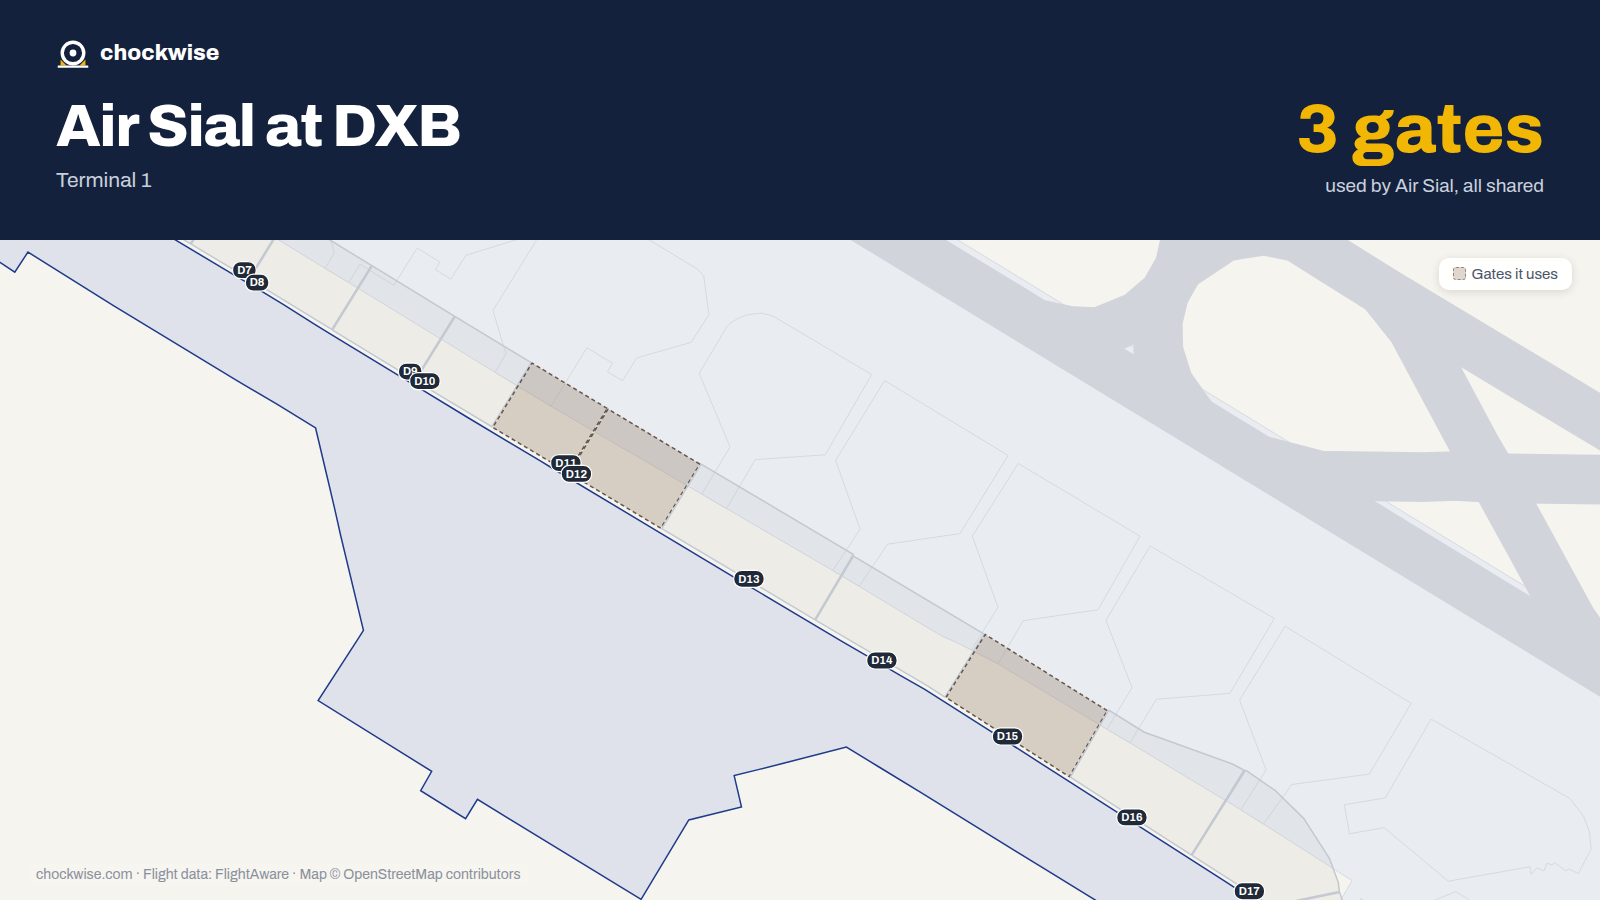 chockwise
Air Sial at DXB
Terminal 1
3 gates
used by Air Sial, all shared
Gates it uses
D7
D8
D9
D10
D11
D12
D13
D14
D15
D16
D17
chockwise.com · Flight data: FlightAware · Map © OpenStreetMap contributors